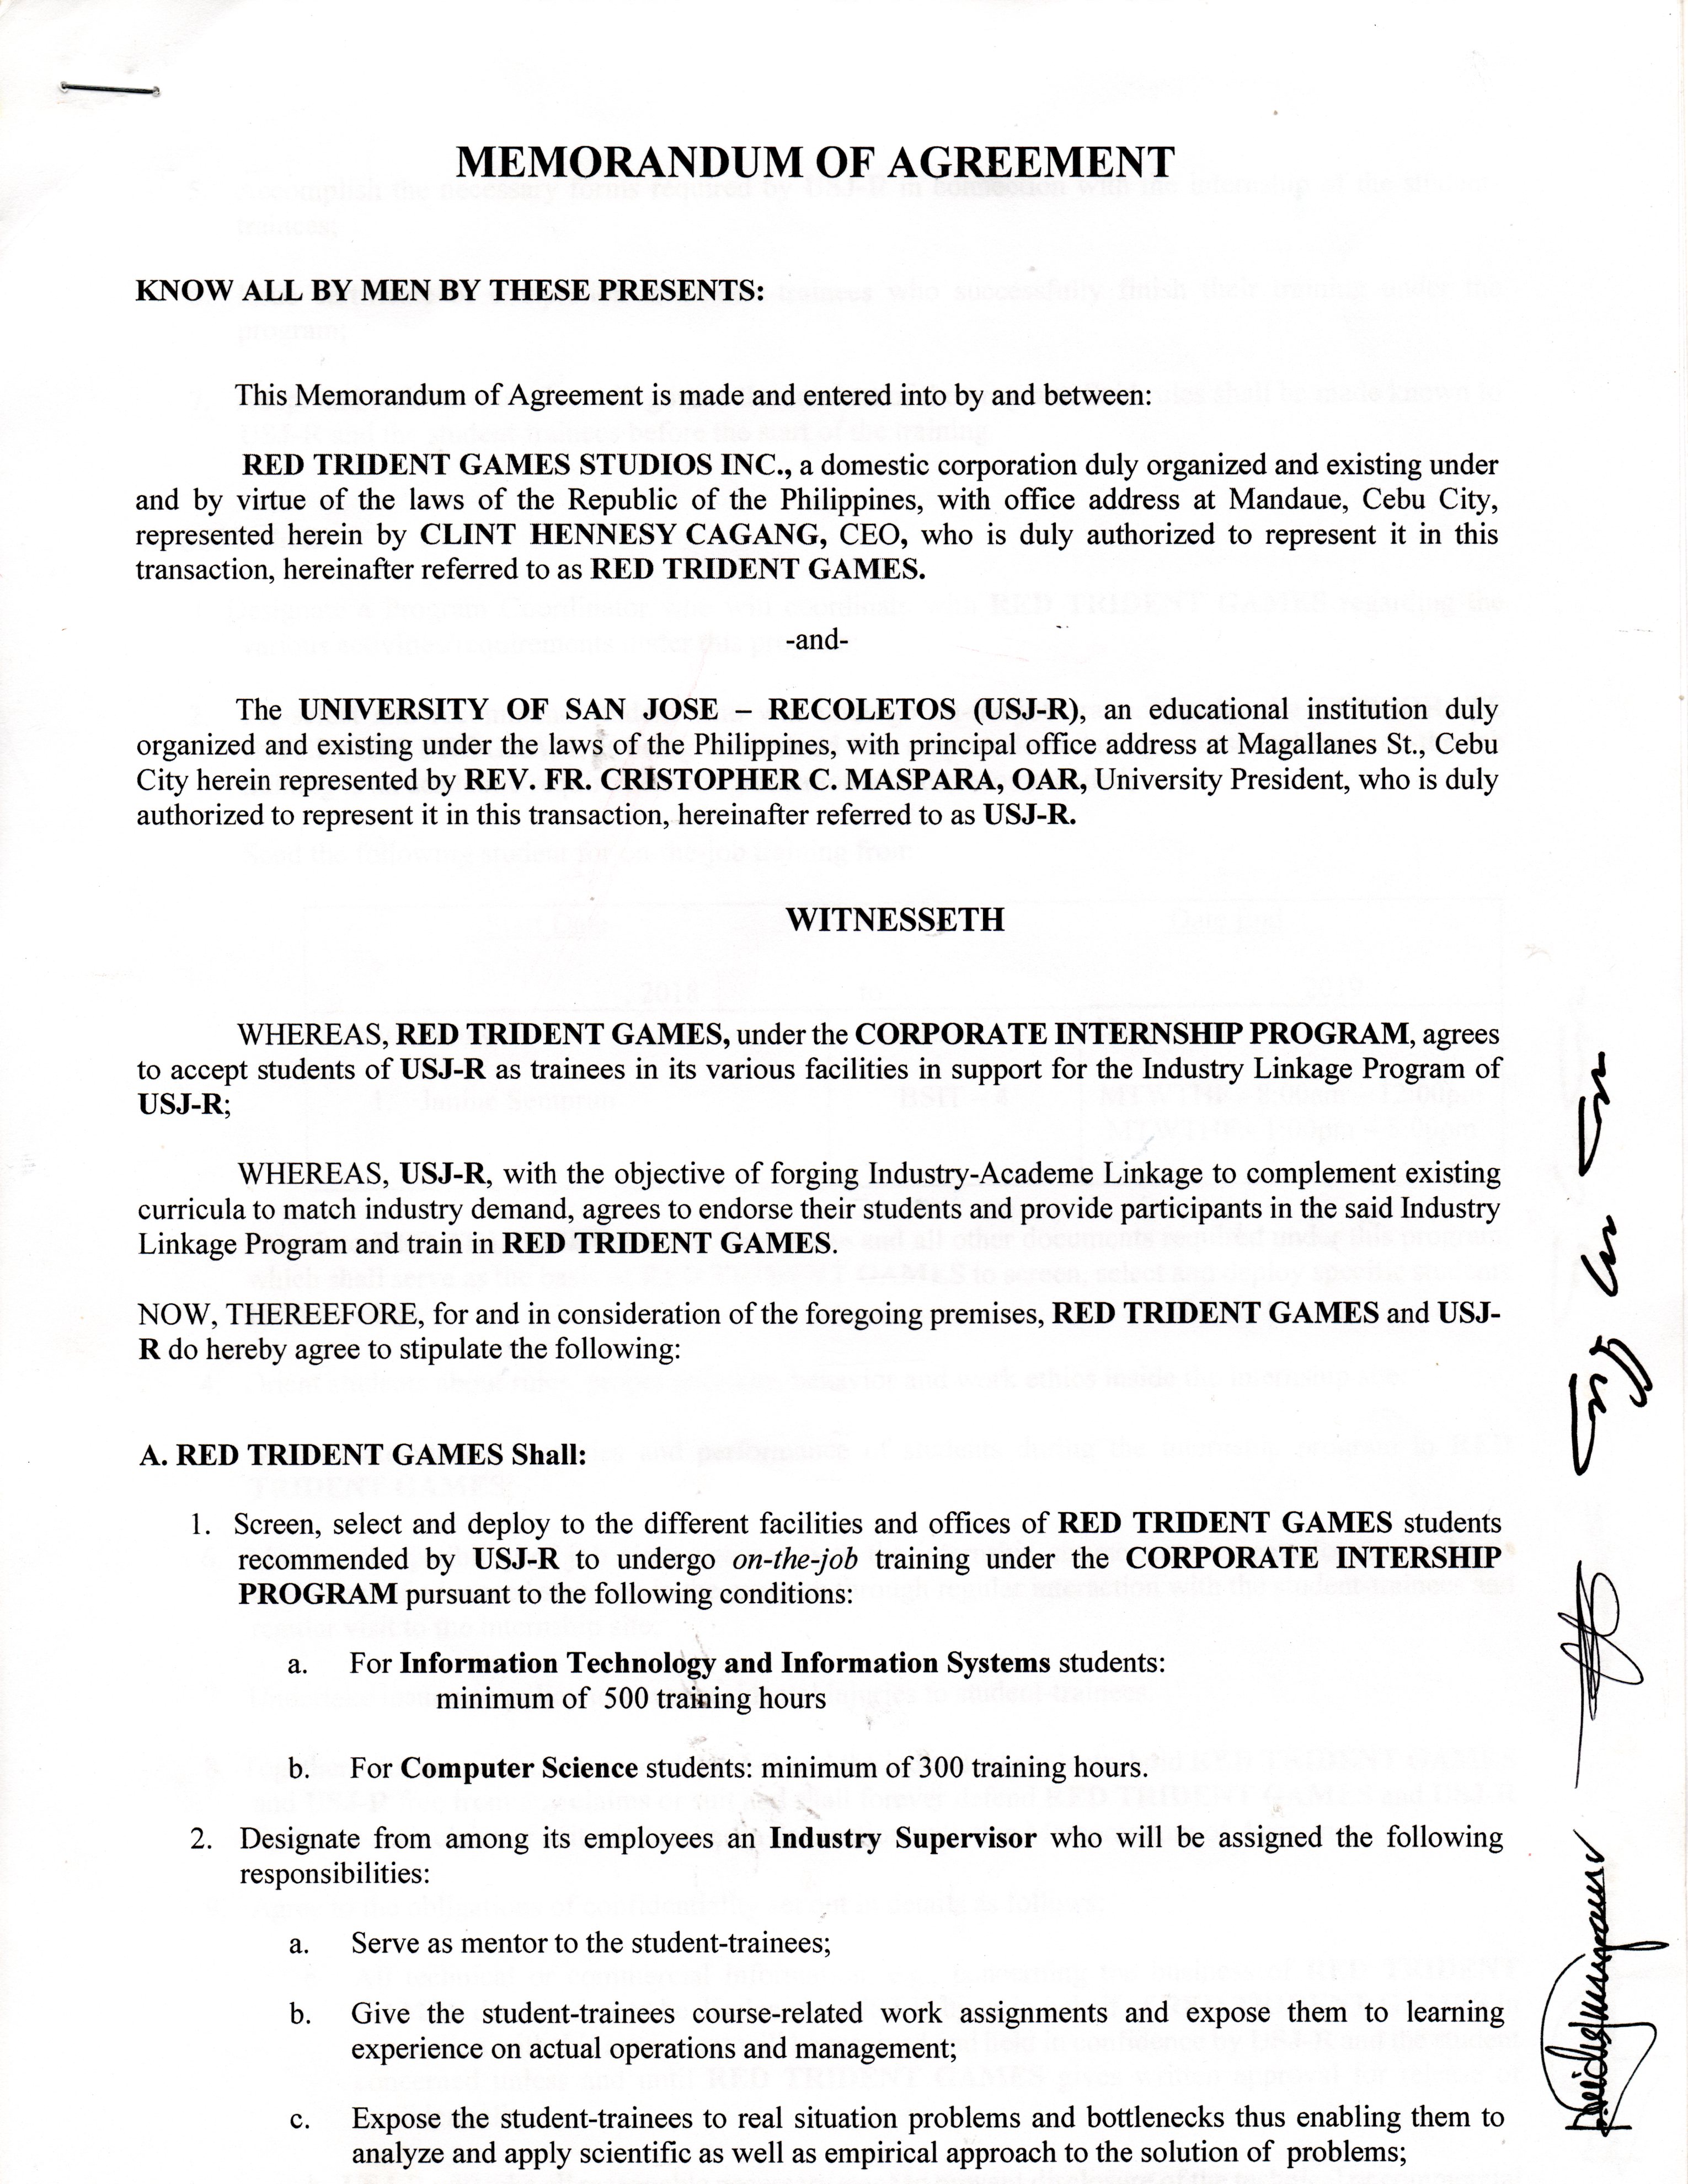 MEMORANDUM OF AGREEMENT
KNOW ALL BY MEN BY THESE PRESENTS:
This Memorandum of Agreement is made and entered into by and between:
RED TRIDENT GAMES STUDIOS INC., a domestic corporation duly organized and existing under
and by virtue of the laws of the Republic of the Philippines, with office address at Mandaue, Cebu City,
represented herein by CLINT HENNESY CAGANG, CEO, who is duly authorized to represent it in this
transaction, hereinafter referred to as RED TRIDENT GAMES.
-and-
The UNIVERSITY OF SAN JOSE – RECOLETOS (USJ-R), an educational institution duly
organized and existing under the laws of the Philippines, with principal office address at Magallanes St., Cebu
City herein represented by REV. FR. CRISTOPHER C. MASPARA, OAR, University President, who is duly
authorized to represent it in this transaction, hereinafter referred to as USJ-R.
WITNESSETH
WHEREAS, RED TRIDENT GAMES, under the CORPORATE INTERNSHIP PROGRAM, agrees
to accept students of USJ-R as trainees in its various facilities in support for the Industry Linkage Program of
USJ-R;
WHEREAS, USJ-R, with the objective of forging Industry-Academe Linkage to complement existing
curricula to match industry demand, agrees to endorse their students and provide participants in the said Industry
Linkage Program and train in RED TRIDENT GAMES.
NOW, THEREEFORE, for and in consideration of the foregoing premises, RED TRIDENT GAMES and USJ-
R do hereby agree to stipulate the following:
A. RED TRIDENT GAMES Shall:
1. Screen, select and deploy to the different facilities and offices of RED TRIDENT GAMES students
recommended by USJ-R to undergo on-the-job training under the CORPORATE INTERSHIP
PROGRAM pursuant to the following conditions:
a. For Information Technology and Information Systems students:
minimum of 500 training hours
b. For Computer Science students: minimum of 300 training hours.
2. Designate from among its employees an Industry Supervisor who will be assigned the following
responsibilities:
a. Serve as mentor to the student-trainees;
b. Give the student-trainees course-related work assignments and expose them to learning
experience on actual operations and management;
c. Expose the student-trainees to real situation problems and bottlenecks thus enabling them to
analyze and apply scientific as well as empirical approach to the solution of problems;